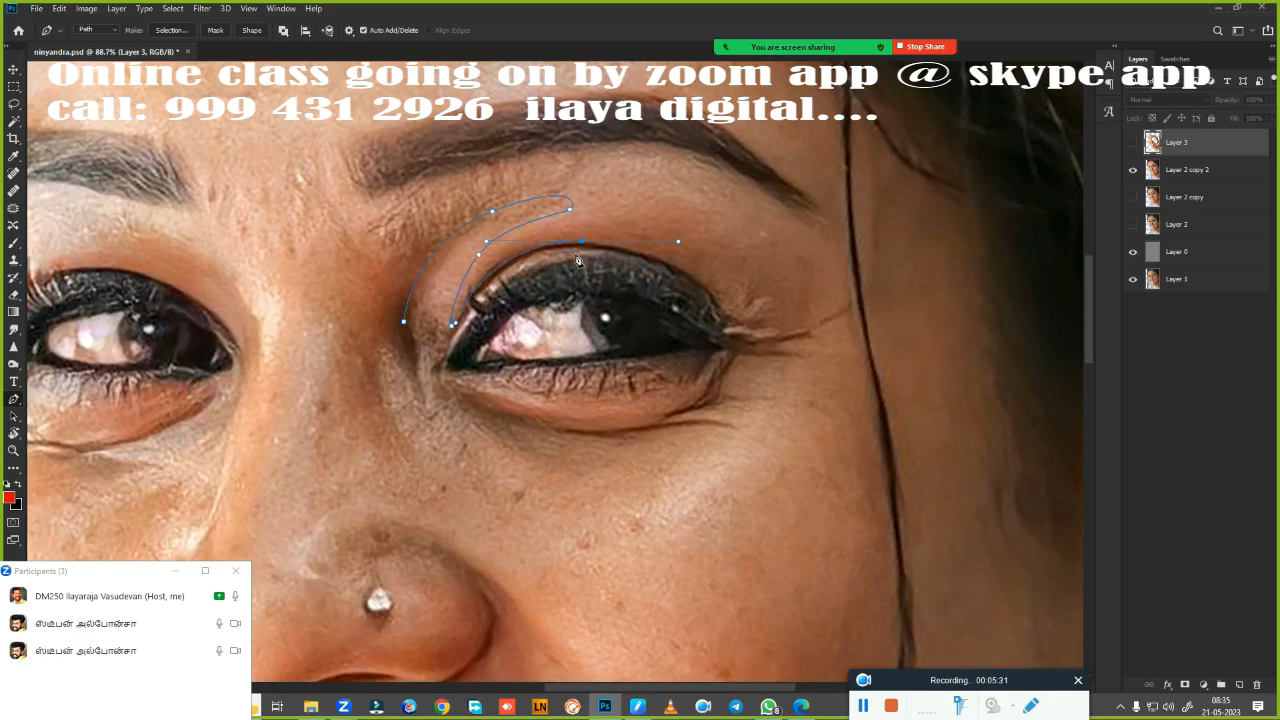 File Edit Image Layer Type Select Filter 3D View Window Help
Path Makes Selection... Mask Shape Auto Add/Delete Align Edges
ninyandra.psd @ 88.7% (Layer 3, RGB/8) *
You are screen sharing Stop Share
Layers Swatches
Online class going on by zoom app @ skype app
call: 999 431 2926 ilaya digital....
Normal Opacity: 100%
Lock: Fill: 100%
Layer 3
Layer 2 copy 2
Layer 2 copy
Layer 2
Layer 0
Layer 1
Participants (3)
DM250 Ilayaraja Vasudevan (Host, me)
ஸ்டீபன் அல்போன்சா
ஸ்டீபன் அல்போன்சா
Recording... 00:05:31
08:35
21-05-2023